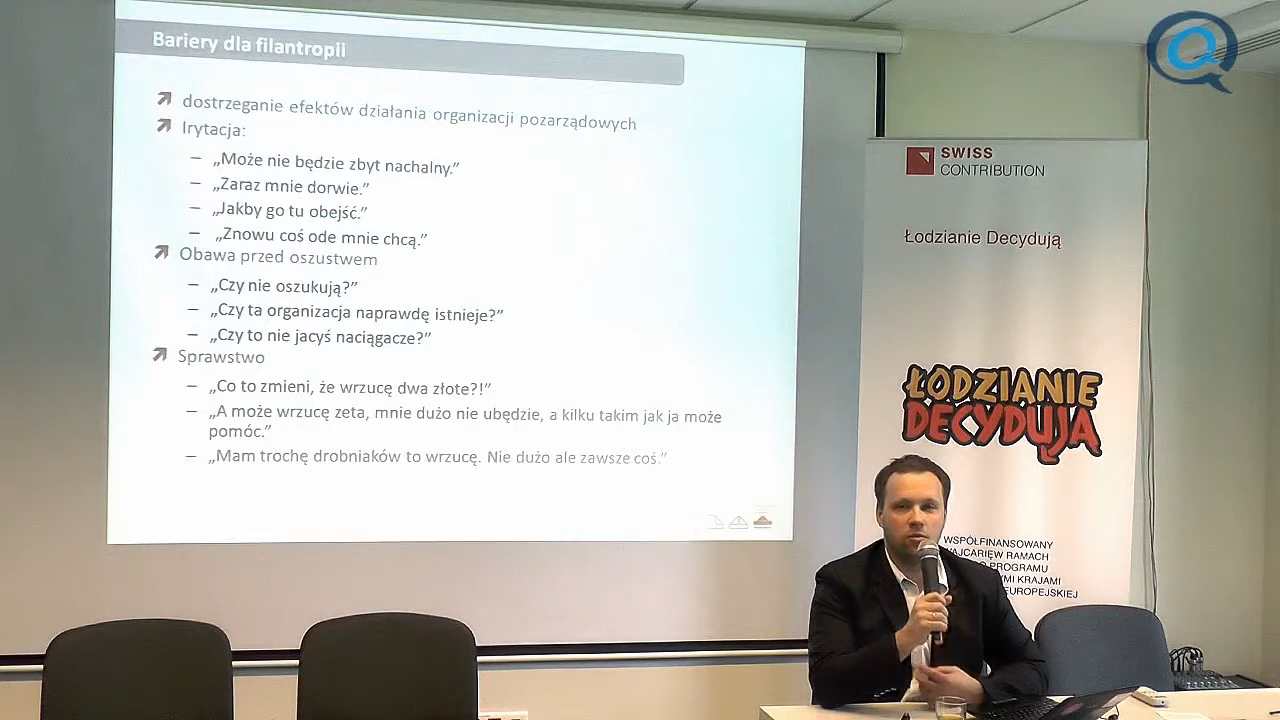 Bariery dla filantropii
dostrzeganie efektów działania organizacji pozarządowych
Irytacja:
– „Może nie będzie zbyt nachalny.”
– „Zaraz mnie dorwie.”
– „Jakby go tu obejść.”
– „Znowu coś ode mnie chcą.”
Obawa przed oszustwem
– „Czy nie oszukują?”
– „Czy ta organizacja naprawdę istnieje?”
– „Czy to nie jacyś naciągacze?”
Sprawstwo
– „Co to zmieni, że wrzucę dwa złote?!”
– „A może wrzucę zeta, mnie dużo nie ubędzie, a kilku takim jak ja może
pomóc.”
– „Mam trochę drobniaków to wrzucę. Nie dużo ale zawsze coś.”
SWISS
CONTRIBUTION
Łodzianie Decydują
ŁODZIANIE
DECYDUJĄ
WSPÓŁFINANSOWANY
WAJCARIĘ W RAMACH
PROGRAMU
YMI KRAJAMI
EUROPEJSKIEJ